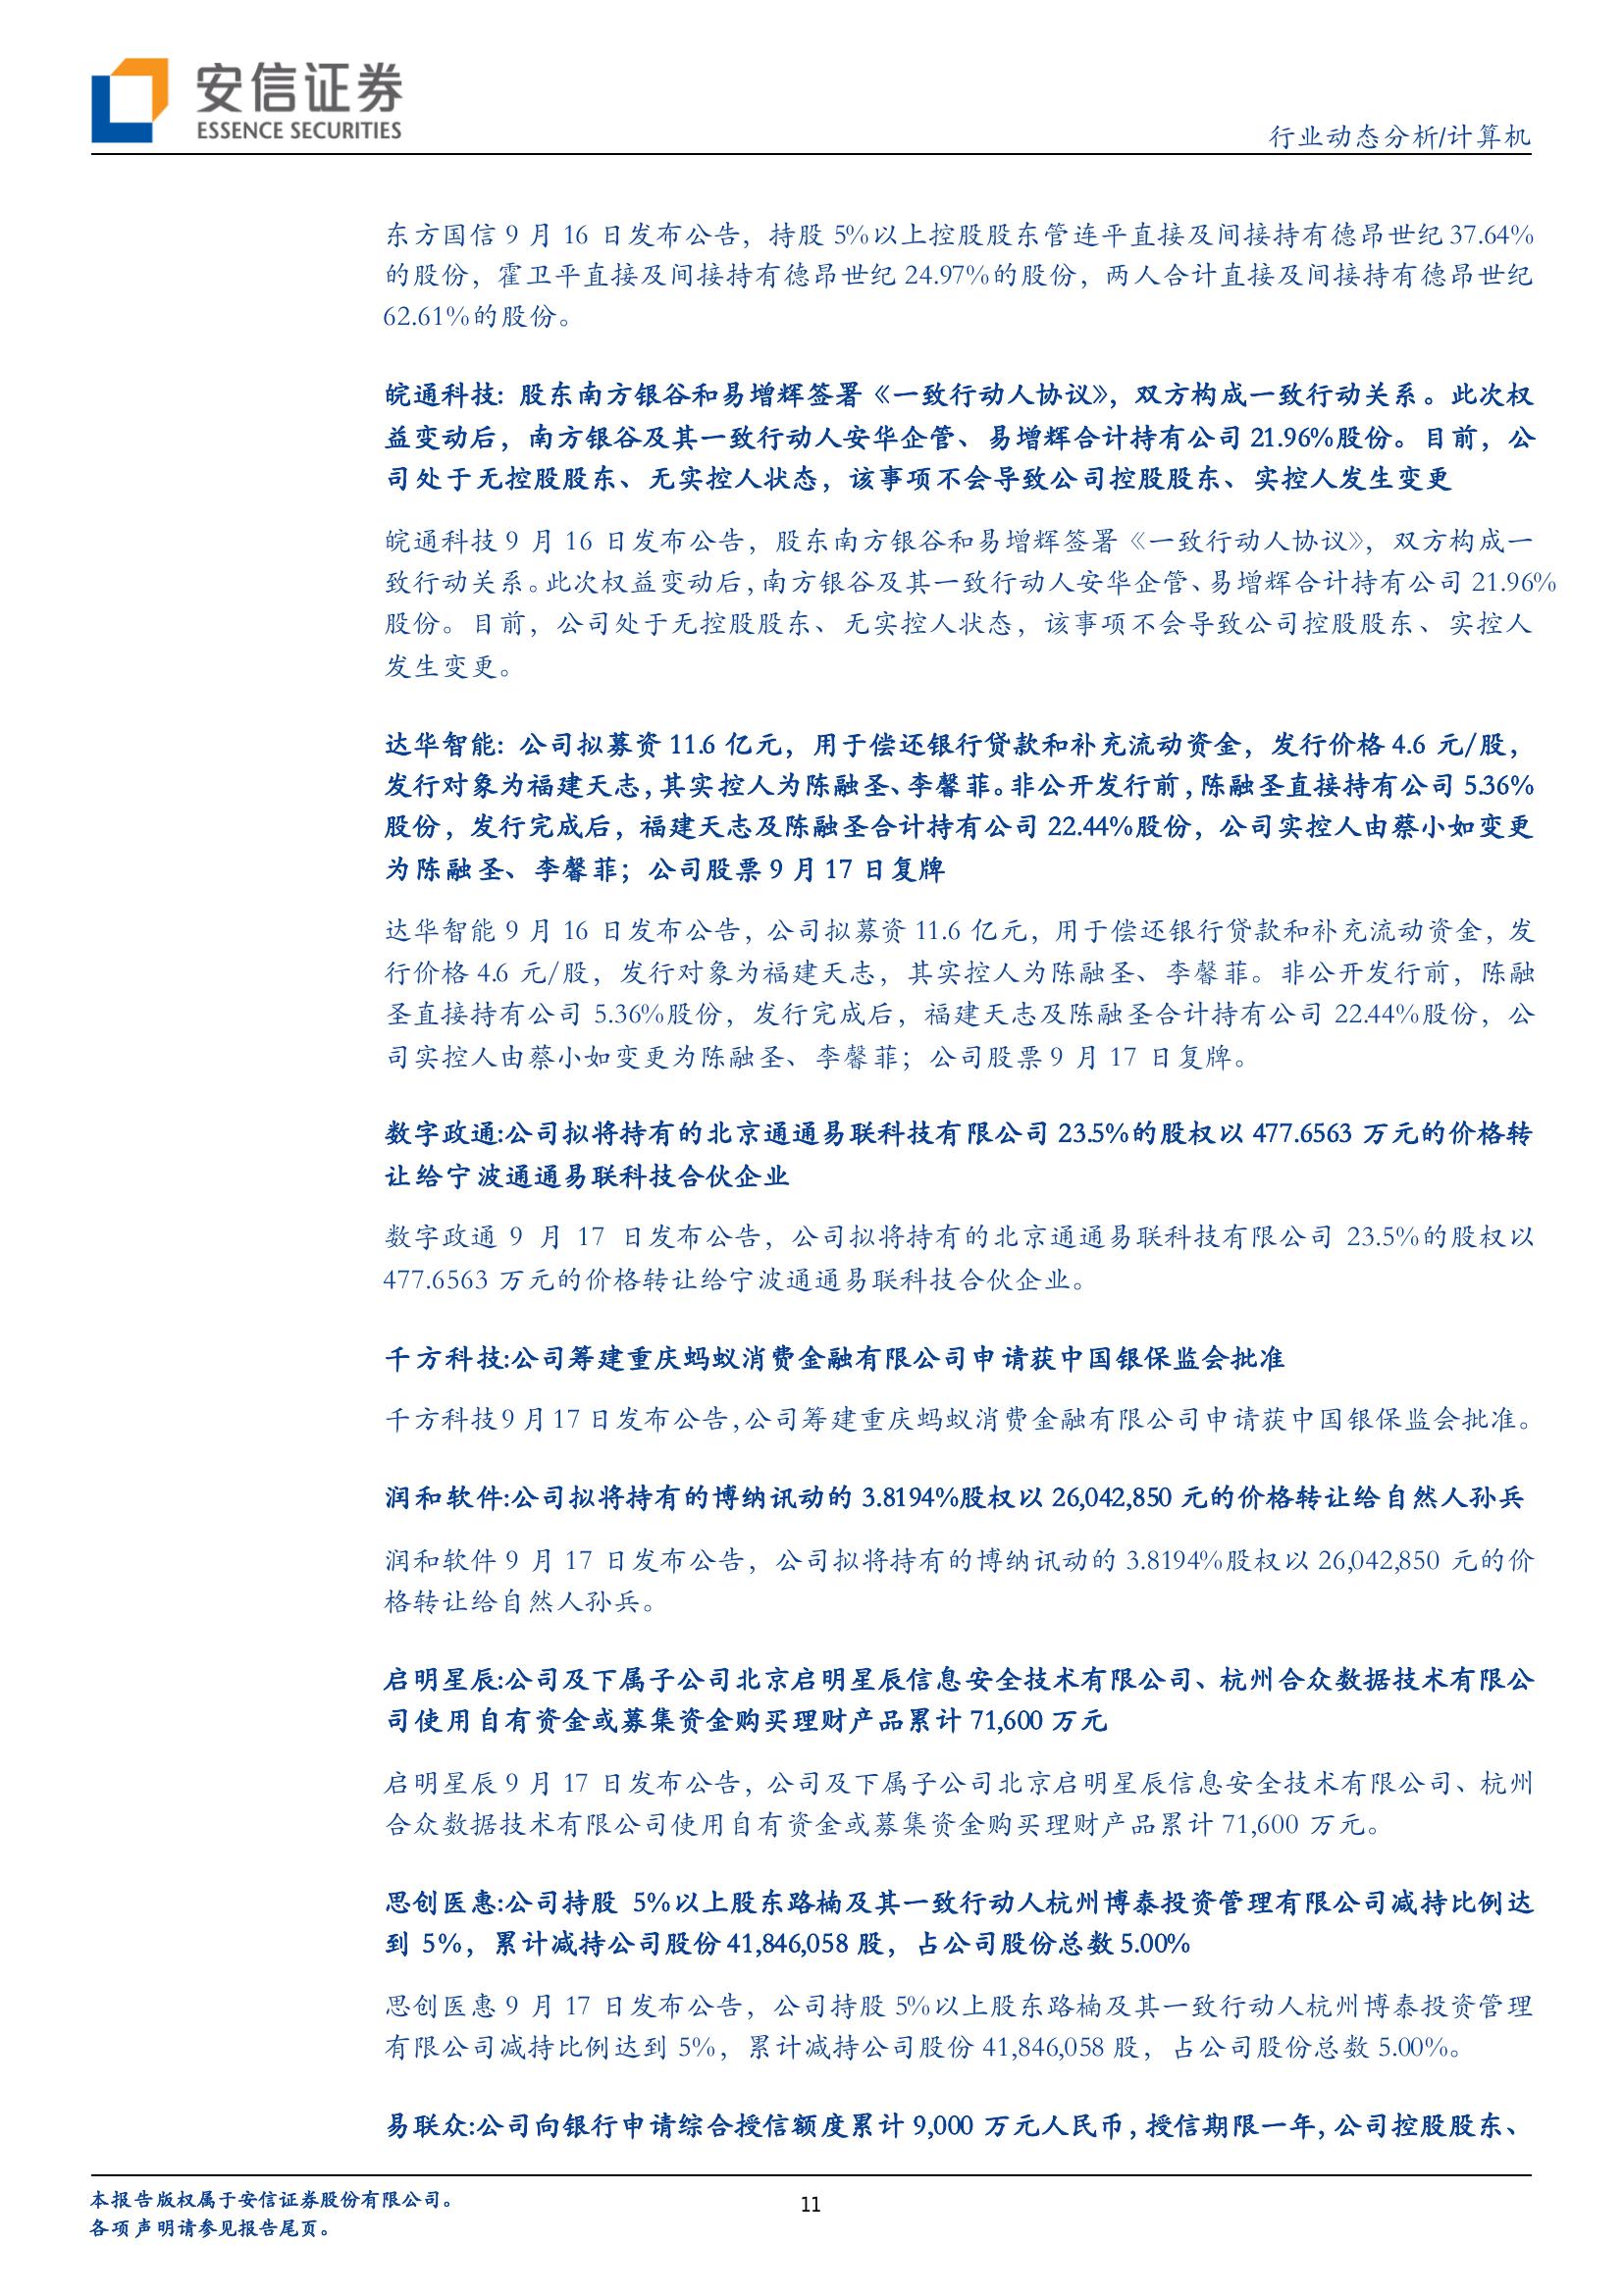 安信证券
ESSENCE SECURITIES
行业动态分析/计算机
东方国信 9 月 16 日发布公告，持股 5%以上控股股东管连平直接及间接持有德昂世纪 37.64%
的股份，霍卫平直接及间接持有德昂世纪 24.97%的股份，两人合计直接及间接持有德昂世纪
62.61%的股份。
皖通科技: 股东南方银谷和易增辉签署《一致行动人协议》，双方构成一致行动关系。此次权
益变动后，南方银谷及其一致行动人安华企管、易增辉合计持有公司 21.96%股份。目前，公
司处于无控股股东、无实控人状态，该事项不会导致公司控股股东、实控人发生变更
皖通科技 9 月 16 日发布公告，股东南方银谷和易增辉签署《一致行动人协议》，双方构成一
致行动关系。此次权益变动后，南方银谷及其一致行动人安华企管、易增辉合计持有公司 21.96%
股份。目前，公司处于无控股股东、无实控人状态，该事项不会导致公司控股股东、实控人
发生变更。
达华智能: 公司拟募资 11.6 亿元，用于偿还银行贷款和补充流动资金，发行价格 4.6 元/股，
发行对象为福建天志，其实控人为陈融圣、李馨菲。非公开发行前，陈融圣直接持有公司 5.36%
股份，发行完成后，福建天志及陈融圣合计持有公司 22.44%股份，公司实控人由蔡小如变更
为陈融圣、李馨菲；公司股票 9 月 17 日复牌
达华智能 9 月 16 日发布公告，公司拟募资 11.6 亿元，用于偿还银行贷款和补充流动资金，发
行价格 4.6 元/股，发行对象为福建天志，其实控人为陈融圣、李馨菲。非公开发行前，陈融
圣直接持有公司 5.36%股份，发行完成后，福建天志及陈融圣合计持有公司 22.44%股份，公
司实控人由蔡小如变更为陈融圣、李馨菲；公司股票 9 月 17 日复牌。
数字政通:公司拟将持有的北京通通易联科技有限公司 23.5%的股权以 477.6563 万元的价格转
让给宁波通通易联科技合伙企业
数字政通 9 月 17 日发布公告，公司拟将持有的北京通通易联科技有限公司 23.5%的股权以
477.6563 万元的价格转让给宁波通通易联科技合伙企业。
千方科技:公司筹建重庆蚂蚁消费金融有限公司申请获中国银保监会批准
千方科技 9 月 17 日发布公告，公司筹建重庆蚂蚁消费金融有限公司申请获中国银保监会批准。
润和软件:公司拟将持有的博纳讯动的 3.8194%股权以 26,042,850 元的价格转让给自然人孙兵
润和软件 9 月 17 日发布公告，公司拟将持有的博纳讯动的 3.8194%股权以 26,042,850 元的价
格转让给自然人孙兵。
启明星辰:公司及下属子公司北京启明星辰信息安全技术有限公司、杭州合众数据技术有限公
司使用自有资金或募集资金购买理财产品累计 71,600 万元
启明星辰 9 月 17 日发布公告，公司及下属子公司北京启明星辰信息安全技术有限公司、杭州
合众数据技术有限公司使用自有资金或募集资金购买理财产品累计 71,600 万元。
思创医惠:公司持股 5%以上股东路楠及其一致行动人杭州博泰投资管理有限公司减持比例达
到 5%，累计减持公司股份 41,846,058 股，占公司股份总数 5.00%
思创医惠 9 月 17 日发布公告，公司持股 5%以上股东路楠及其一致行动人杭州博泰投资管理
有限公司减持比例达到 5%，累计减持公司股份 41,846,058 股，占公司股份总数 5.00%。
易联众:公司向银行申请综合授信额度累计 9,000 万元人民币，授信期限一年，公司控股股东、
本报告版权属于安信证券股份有限公司。
11
各项声明请参见报告尾页。